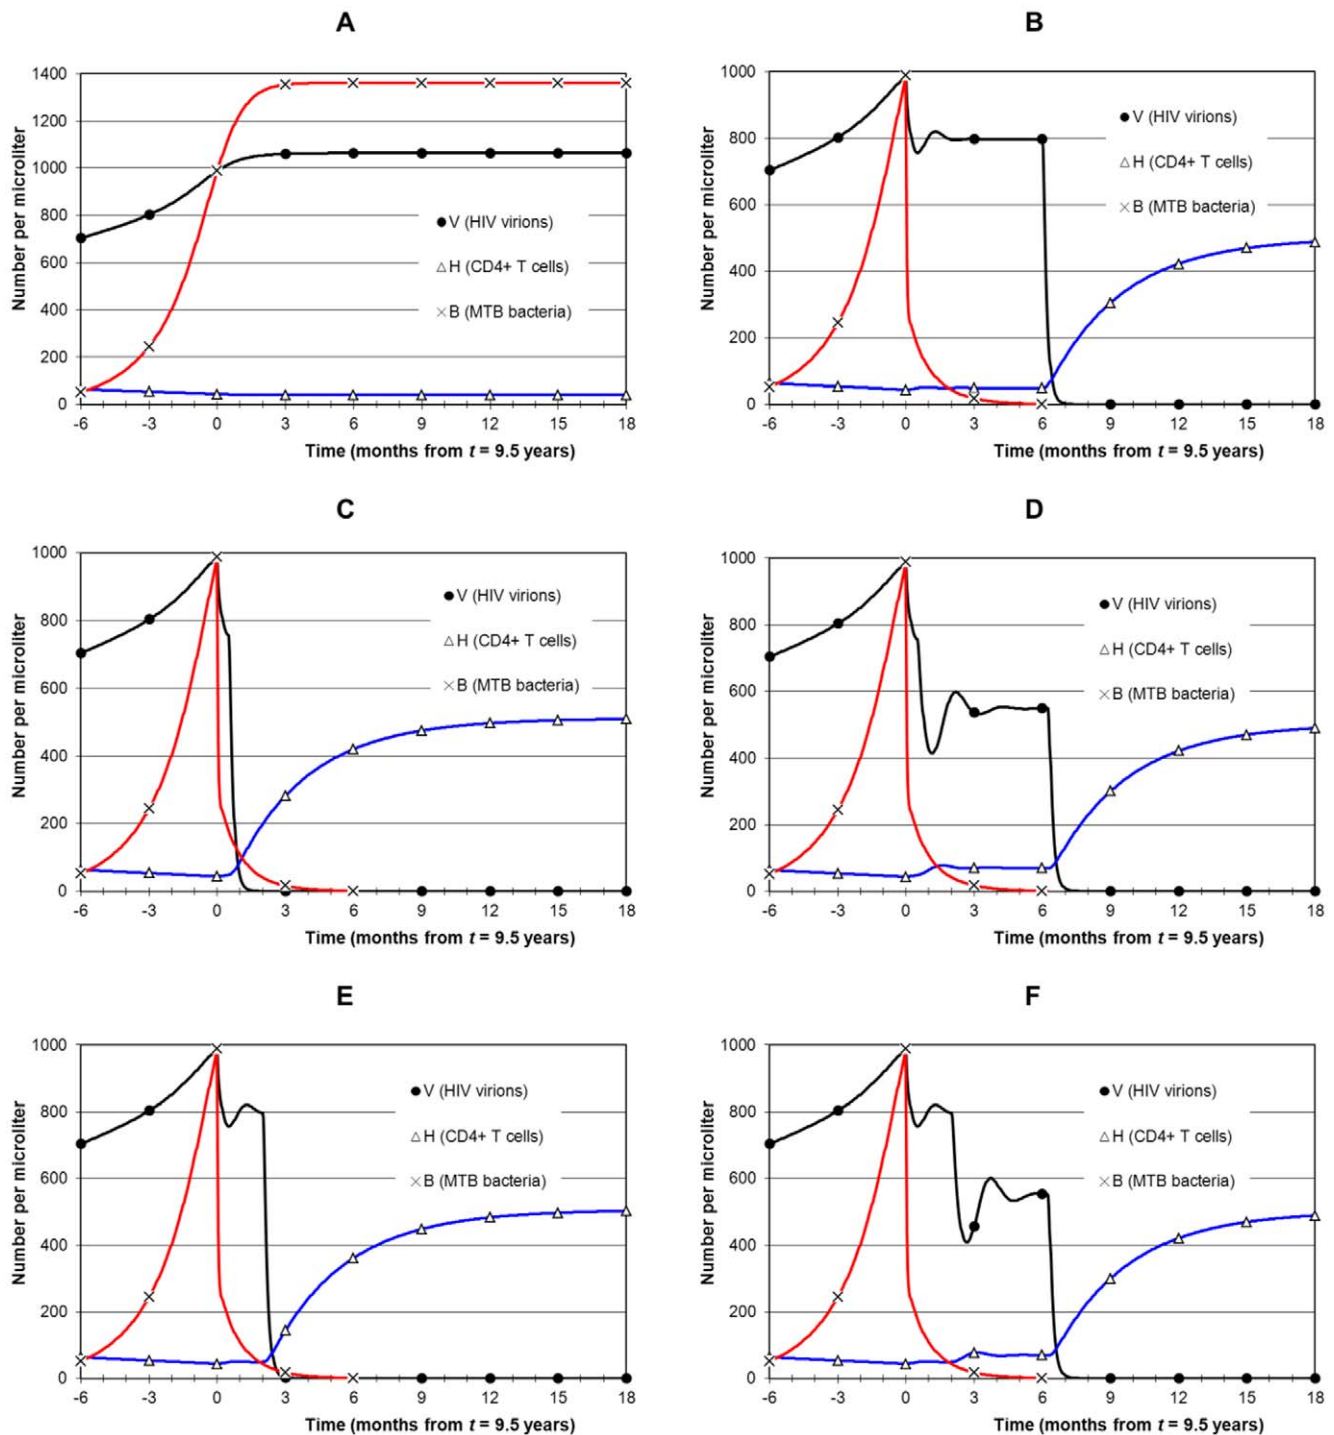 A
Number per microliter
1400
1200
1000
800
600
400
200
0
V (HIV virions)
H (CD4+ T cells)
B (MTB bacteria)
-6 -3 0 3 6 9 12 15 18
Time (months from t = 9.5 years)
B
Number per microliter
1000
800
600
400
200
0
V (HIV virions)
H (CD4+ T cells)
B (MTB bacteria)
-6 -3 0 3 6 9 12 15 18
Time (months from t = 9.5 years)
C
Number per microliter
1000
800
600
400
200
0
V (HIV virions)
H (CD4+ T cells)
B (MTB bacteria)
-6 -3 0 3 6 9 12 15 18
Time (months from t = 9.5 years)
D
Number per microliter
1000
800
600
400
200
0
V (HIV virions)
H (CD4+ T cells)
B (MTB bacteria)
-6 -3 0 3 6 9 12 15 18
Time (months from t = 9.5 years)
E
Number per microliter
1000
800
600
400
200
0
V (HIV virions)
H (CD4+ T cells)
B (MTB bacteria)
-6 -3 0 3 6 9 12 15 18
Time (months from t = 9.5 years)
F
Number per microliter
1000
800
600
400
200
0
V (HIV virions)
H (CD4+ T cells)
B (MTB bacteria)
-6 -3 0 3 6 9 12 15 18
Time (months from t = 9.5 years)